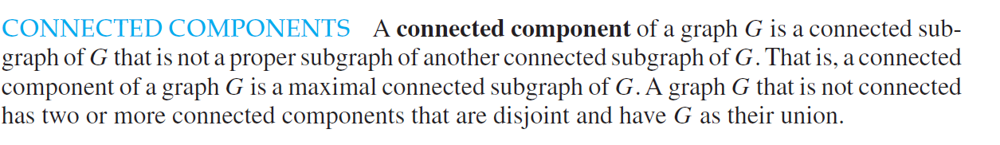 CONNECTED COMPONENTS A connected component of a graph G is a connected sub-
graph of G that is not a proper subgraph of another connected subgraph of G. That is, a connected
component of a graph G is a maximal connected subgraph of G. A graph G that is not connected
has two or more connected components that are disjoint and have G as their union.